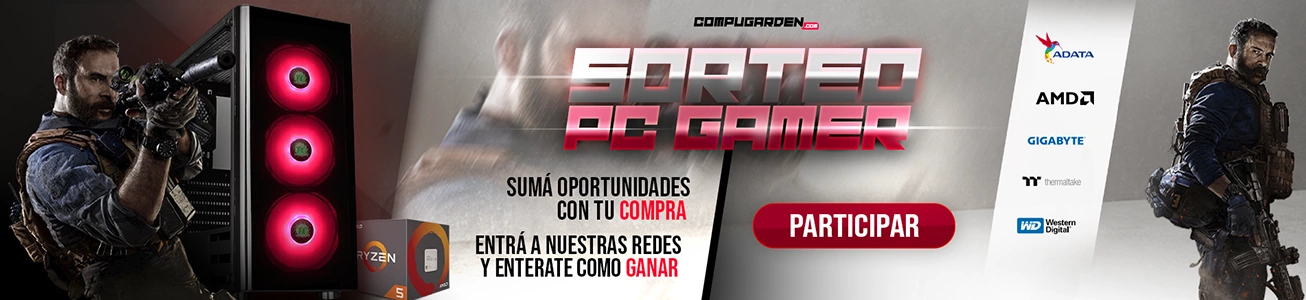 COMPUGARDEN.COM
SORTEO
PC GAMER
SUMÁ OPORTUNIDADES
CON TU COMPRA
ENTRÁ A NUESTRAS REDES
Y ENTERATE COMO GANAR
PARTICIPAR
ADATA
AMD
GIGABYTE
thermaltake
WD Western
Digital
RYZEN
5